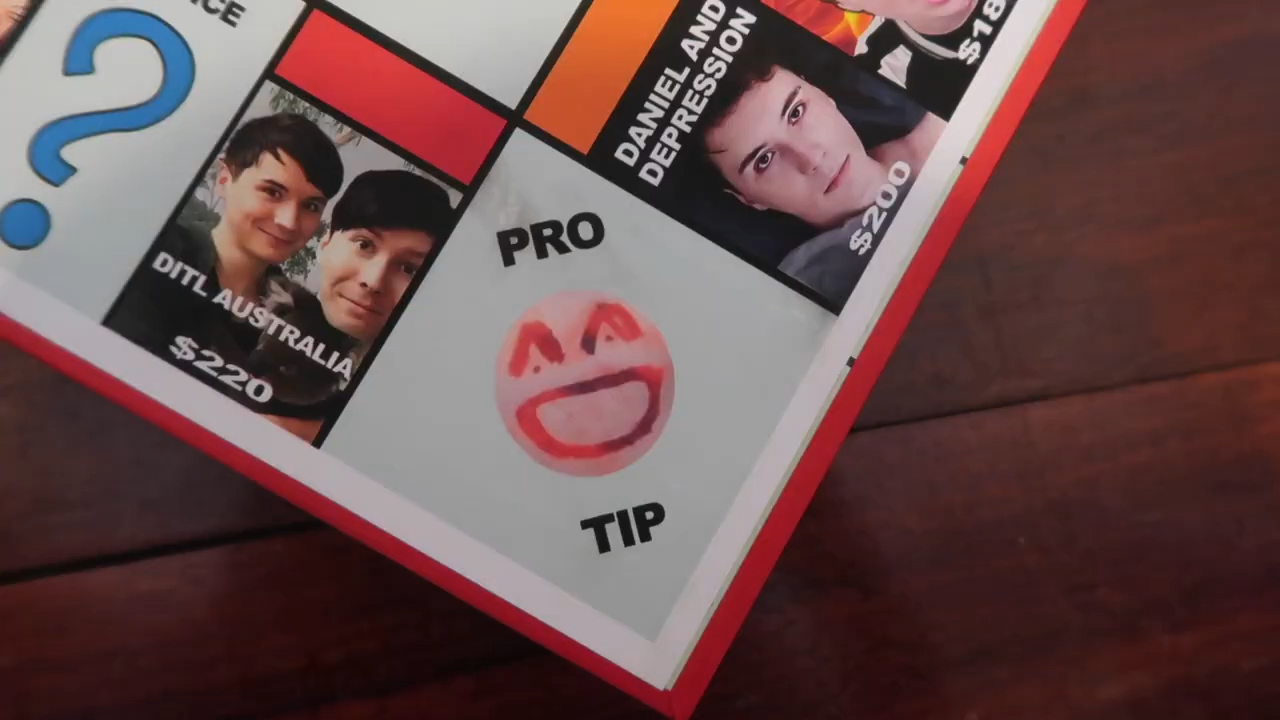 ?
DITL AUSTRALIA
$220
PRO
TIP
DANIEL AND
DEPRESSION
$200